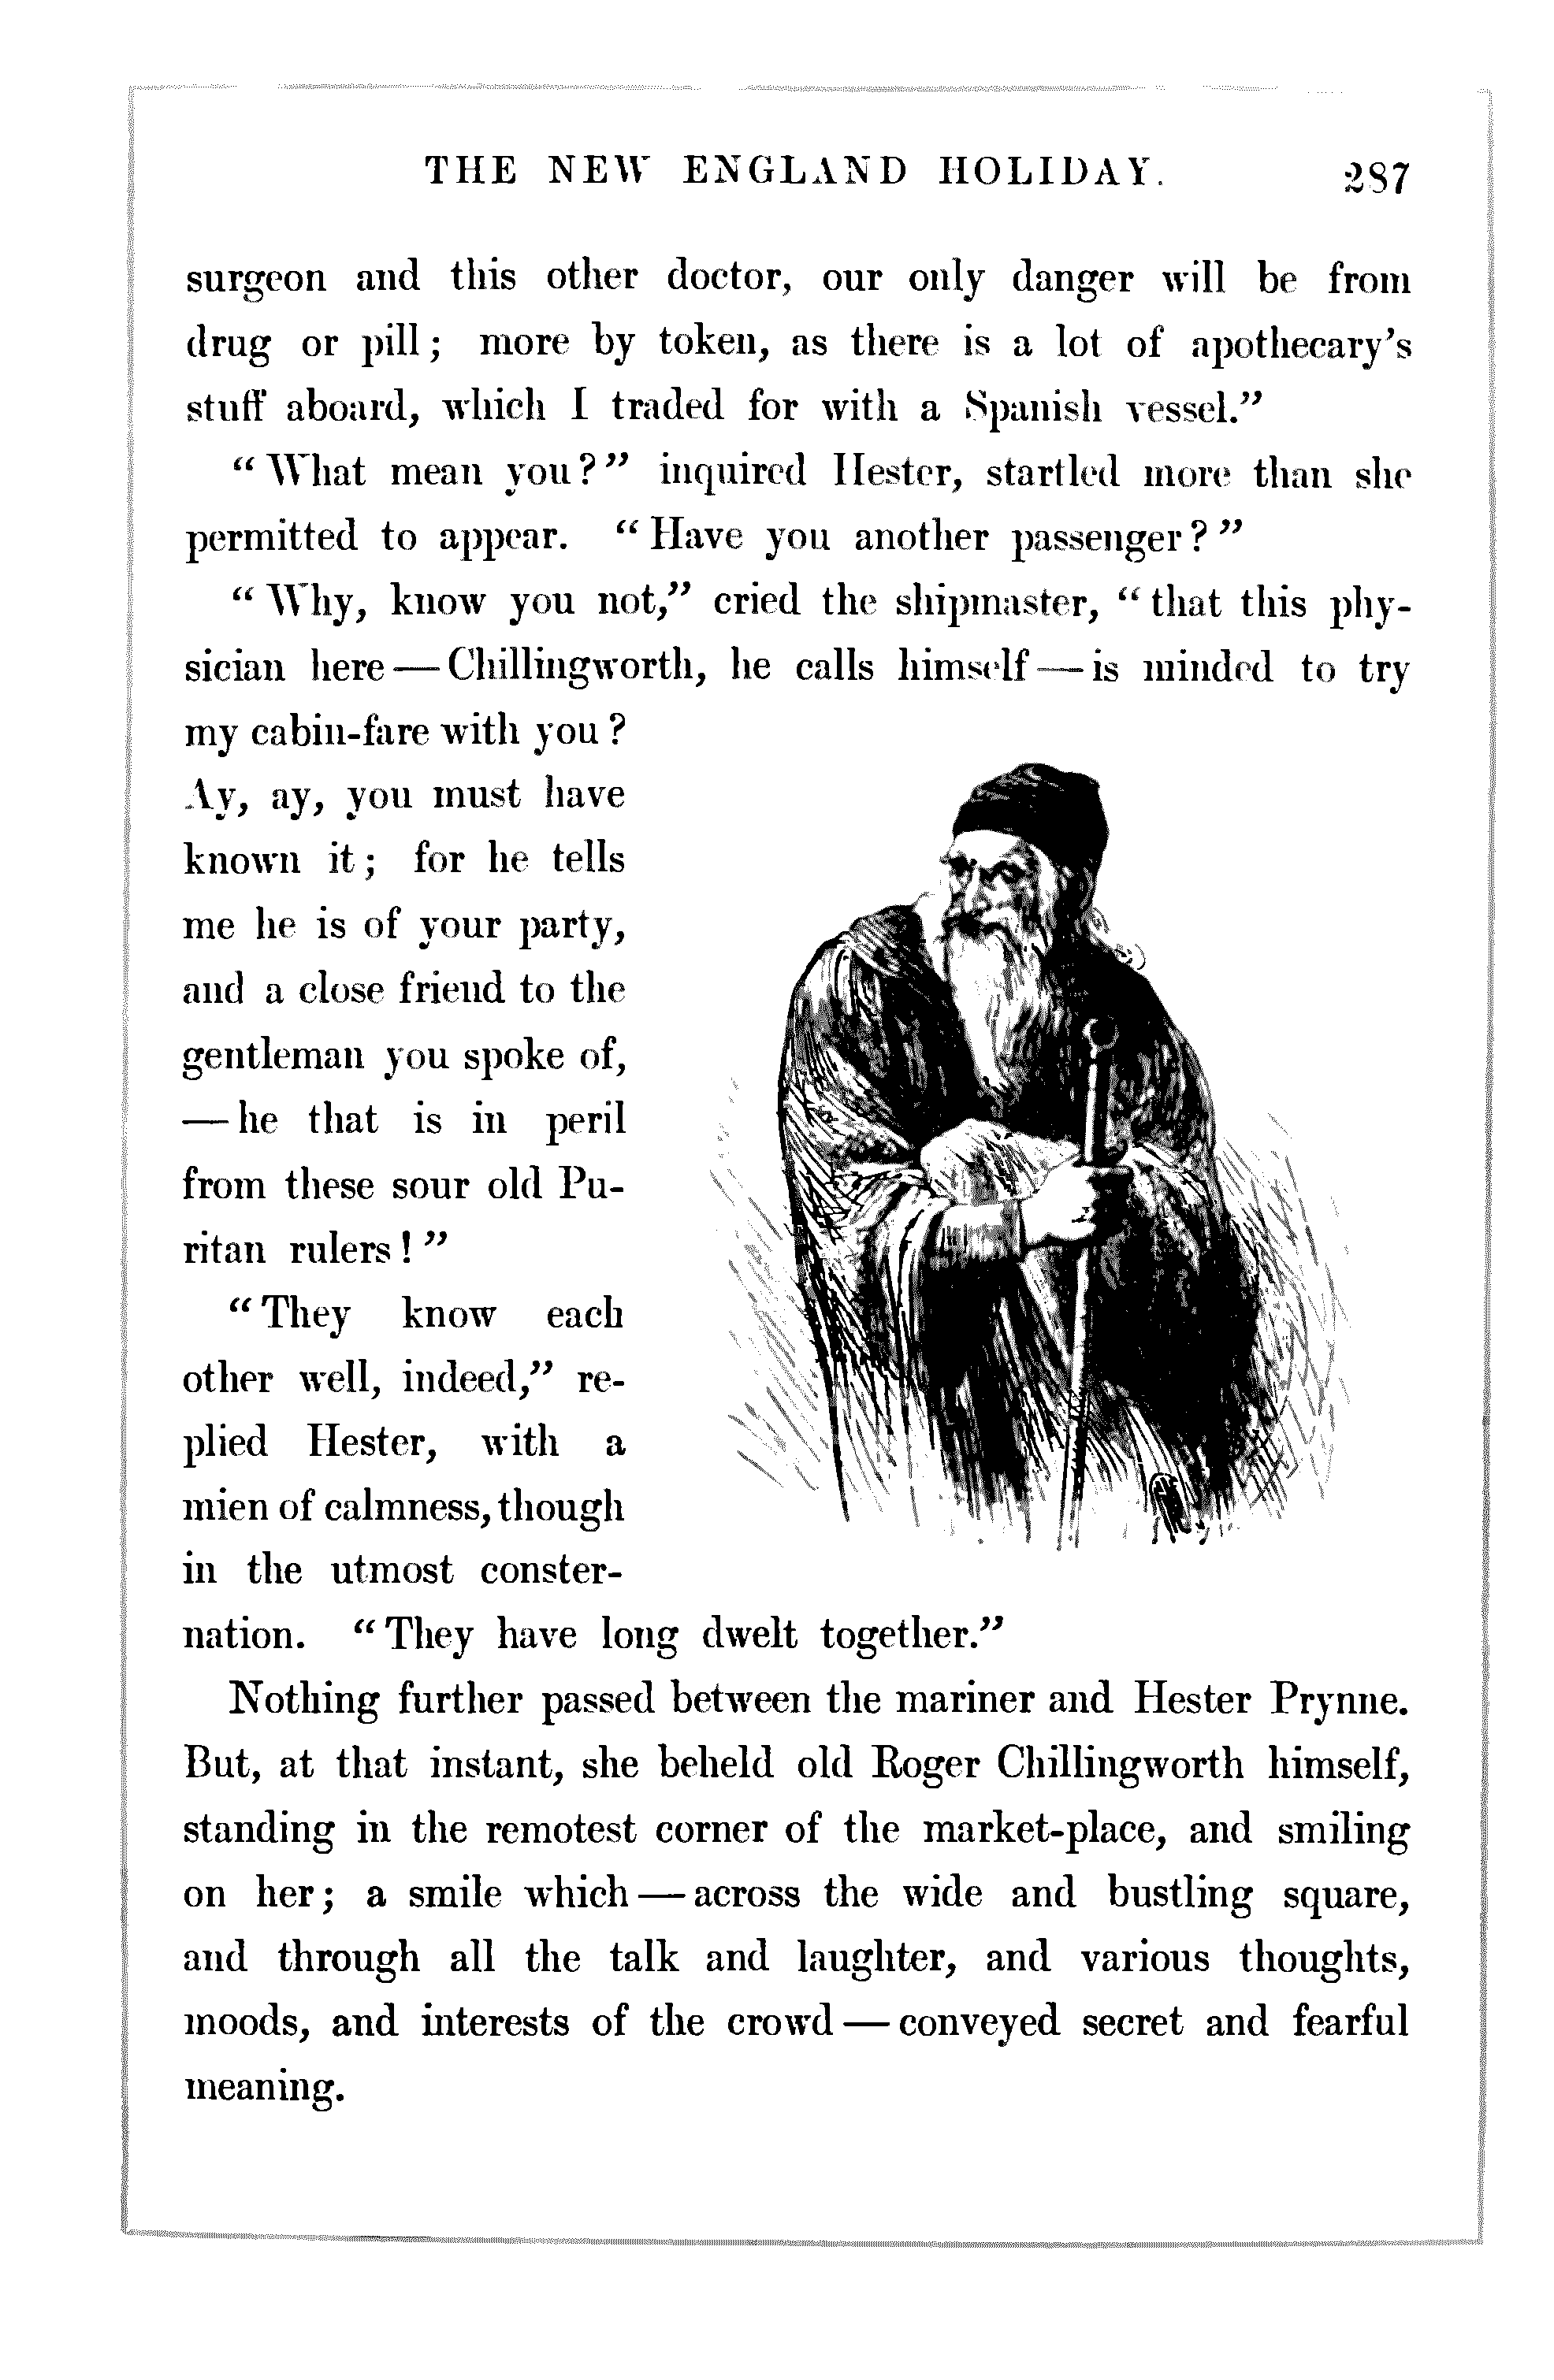 THE NEW ENGLAND HOLIDAY. 287
surgeon and this other doctor, our only danger will be from
drug or pill; more by token, as there is a lot of apothecary's
stuff aboard, which I traded for with a Spanish vessel."
"What mean you?" inquired Hester, startled more than she
permitted to appear. "Have you another passenger?"
"Why, know you not," cried the shipmaster, "that this phy-
sician here — Chillingworth, he calls himself — is minded to try
my cabin-fare with you?
Ay, ay, you must have
known it; for he tells
me he is of your party,
and a close friend to the
gentleman you spoke of,
— he that is in peril
from these sour old Pu-
ritan rulers!"
"They know each
other well, indeed," re-
plied Hester, with a
mien of calmness, though
in the utmost conster-
nation. "They have long dwelt together."
Nothing further passed between the mariner and Hester Prynne.
But, at that instant, she beheld old Roger Chillingworth himself,
standing in the remotest corner of the market-place, and smiling
on her; a smile which — across the wide and bustling square,
and through all the talk and laughter, and various thoughts,
moods, and interests of the crowd — conveyed secret and fearful
meaning.